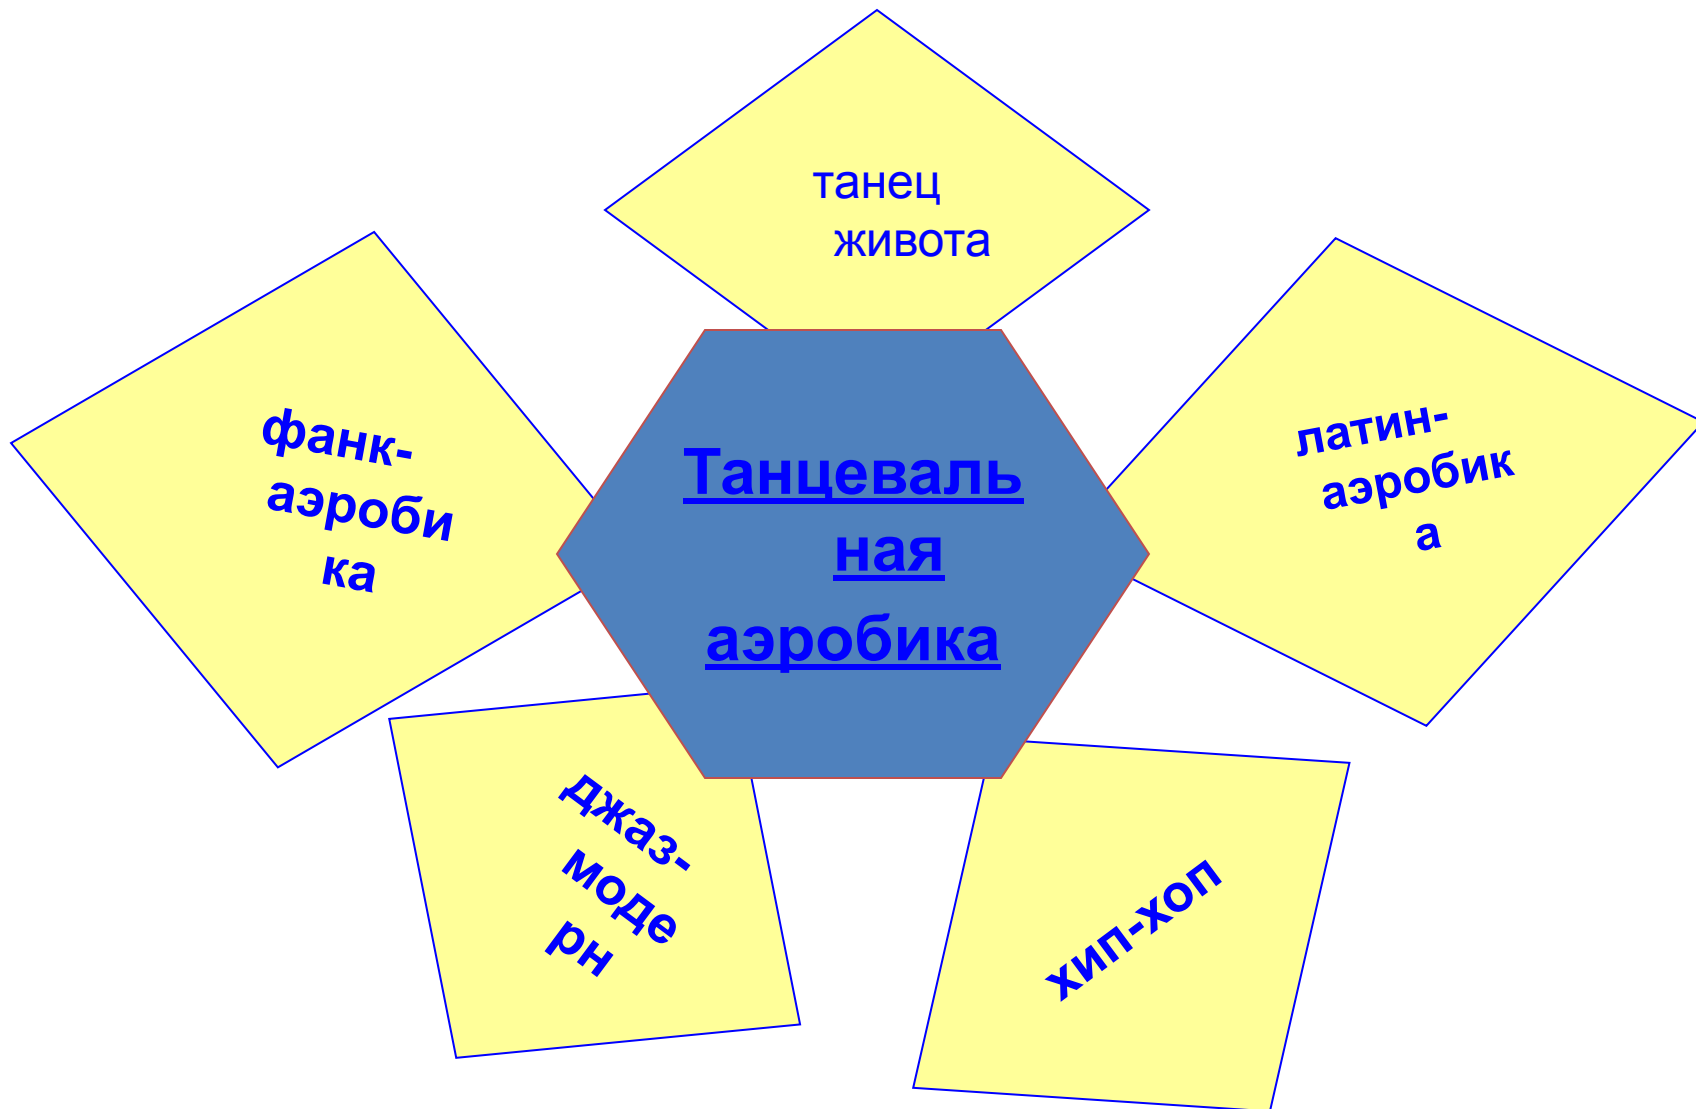 танец
живота
фанк-
аэроби
ка
Танцеваль
ная
аэробика
латин-
аэробик
а
джаз-
моде
рн
хип-хоп